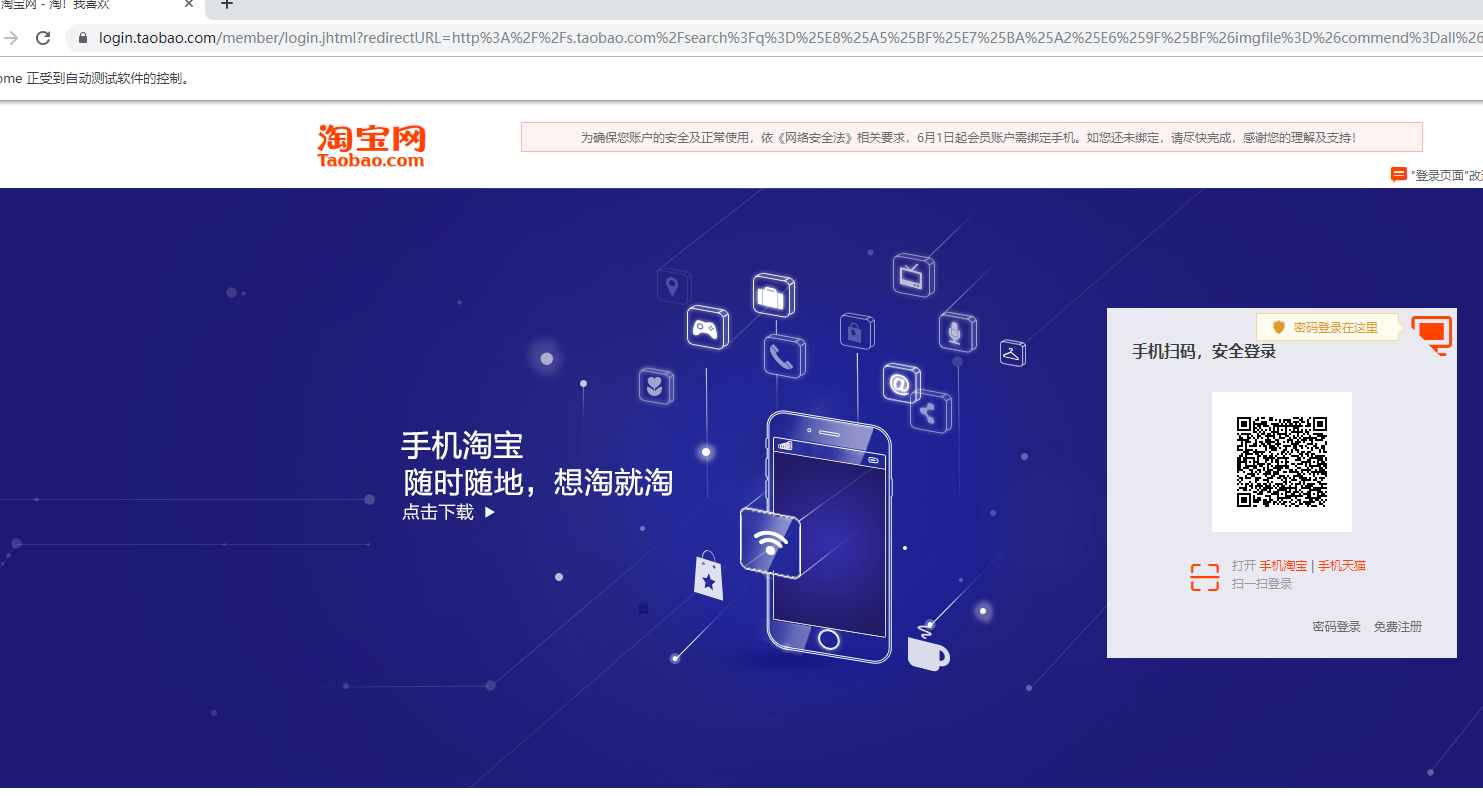 淘宝网 - 淘！我喜欢
login.taobao.com/member/login.jhtml?redirectURL=http%3A%2F%2Fs.taobao.com%2Fsearch%3Fq%3D%25E8%25A5%25BF%25E7%25BA%25A2%25E6%259F%25BF%26imgfile%3D%26commend%3Dall%26
ome 正受到自动测试软件的控制。
淘宝网
Taobao.com
为确保您账户的安全及正常使用，依《网络安全法》相关要求，6月1日起会员账户需绑定手机。如您还未绑定，请尽快完成，感谢您的理解及支持！
"登录页面"改
密码登录在这里
手机扫码，安全登录
手机淘宝
随时随地，想淘就淘
点击下载
打开 手机淘宝 | 手机天猫
扫一扫登录
密码登录 免费注册